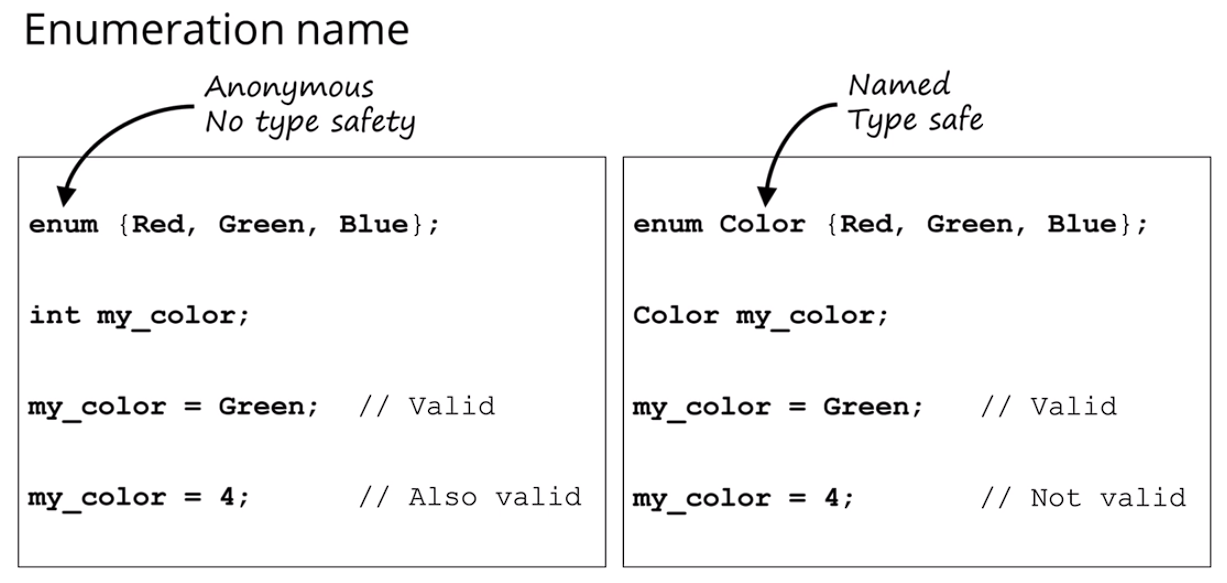 Enumeration name
Anonymous
No type safety
enum {Red, Green, Blue};
int my_color;
my_color = Green; // Valid
my_color = 4; // Also valid
Named
Type safe
enum Color {Red, Green, Blue};
Color my_color;
my_color = Green; // Valid
my_color = 4; // Not valid